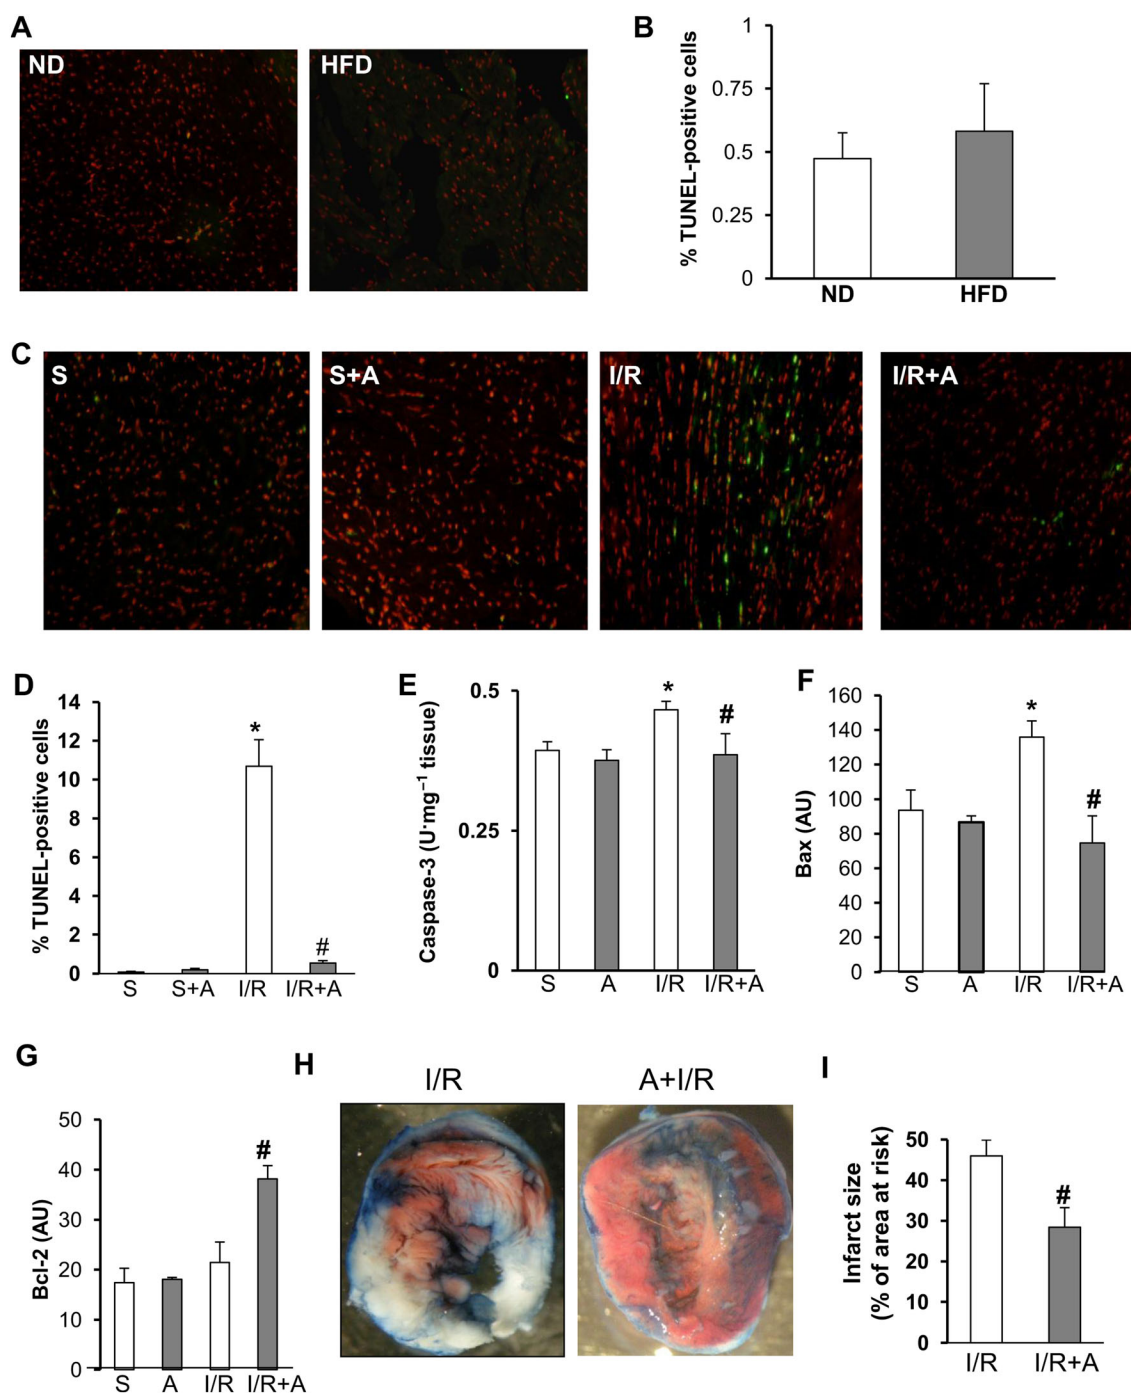 A
ND
HFD
B
% TUNEL-positive cells
1
0.75
0.5
0.25
0
ND
HFD
C
S
S+A
I/R
I/R+A
D
% TUNEL-positive cells
14
12
10
8
6
4
2
0
*
#
S
S+A
I/R
I/R+A
E
Caspase-3 (U·mg⁻¹ tissue)
0.5
0.25
0
*
#
S
A
I/R
I/R+A
F
Bax (AU)
160
140
120
100
80
60
40
20
0
*
#
S
A
I/R
I/R+A
G
Bcl-2 (AU)
50
40
30
20
10
0
#
S
A
I/R
I/R+A
H
I/R
A+I/R
I
Infarct size
(% of area at risk)
50
40
30
20
10
0
#
I/R
I/R+A